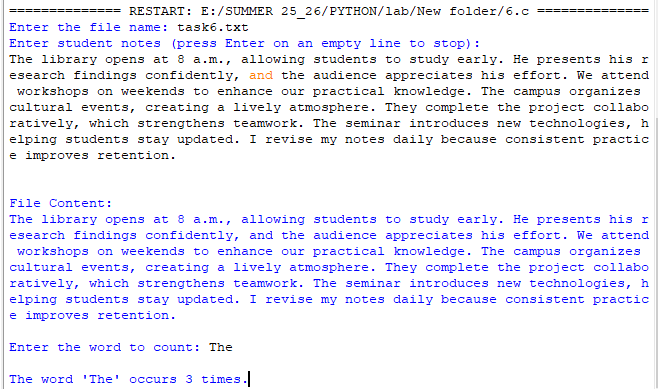 ============== RESTART: E:/SUMMER 25_26/PYTHON/lab/New folder/6.c ==============
Enter the file name: task6.txt
Enter student notes (press Enter on an empty line to stop):
The library opens at 8 a.m., allowing students to study early. He presents his r
esearch findings confidently, and the audience appreciates his effort. We attend
 workshops on weekends to enhance our practical knowledge. The campus organizes
cultural events, creating a lively atmosphere. They complete the project collabo
ratively, which strengthens teamwork. The seminar introduces new technologies, h
elping students stay updated. I revise my notes daily because consistent practic
e improves retention.
File Content:
The library opens at 8 a.m., allowing students to study early. He presents his r
esearch findings confidently, and the audience appreciates his effort. We attend
 workshops on weekends to enhance our practical knowledge. The campus organizes
cultural events, creating a lively atmosphere. They complete the project collabo
ratively, which strengthens teamwork. The seminar introduces new technologies, h
elping students stay updated. I revise my notes daily because consistent practic
e improves retention.
Enter the word to count: The
The word 'The' occurs 3 times.